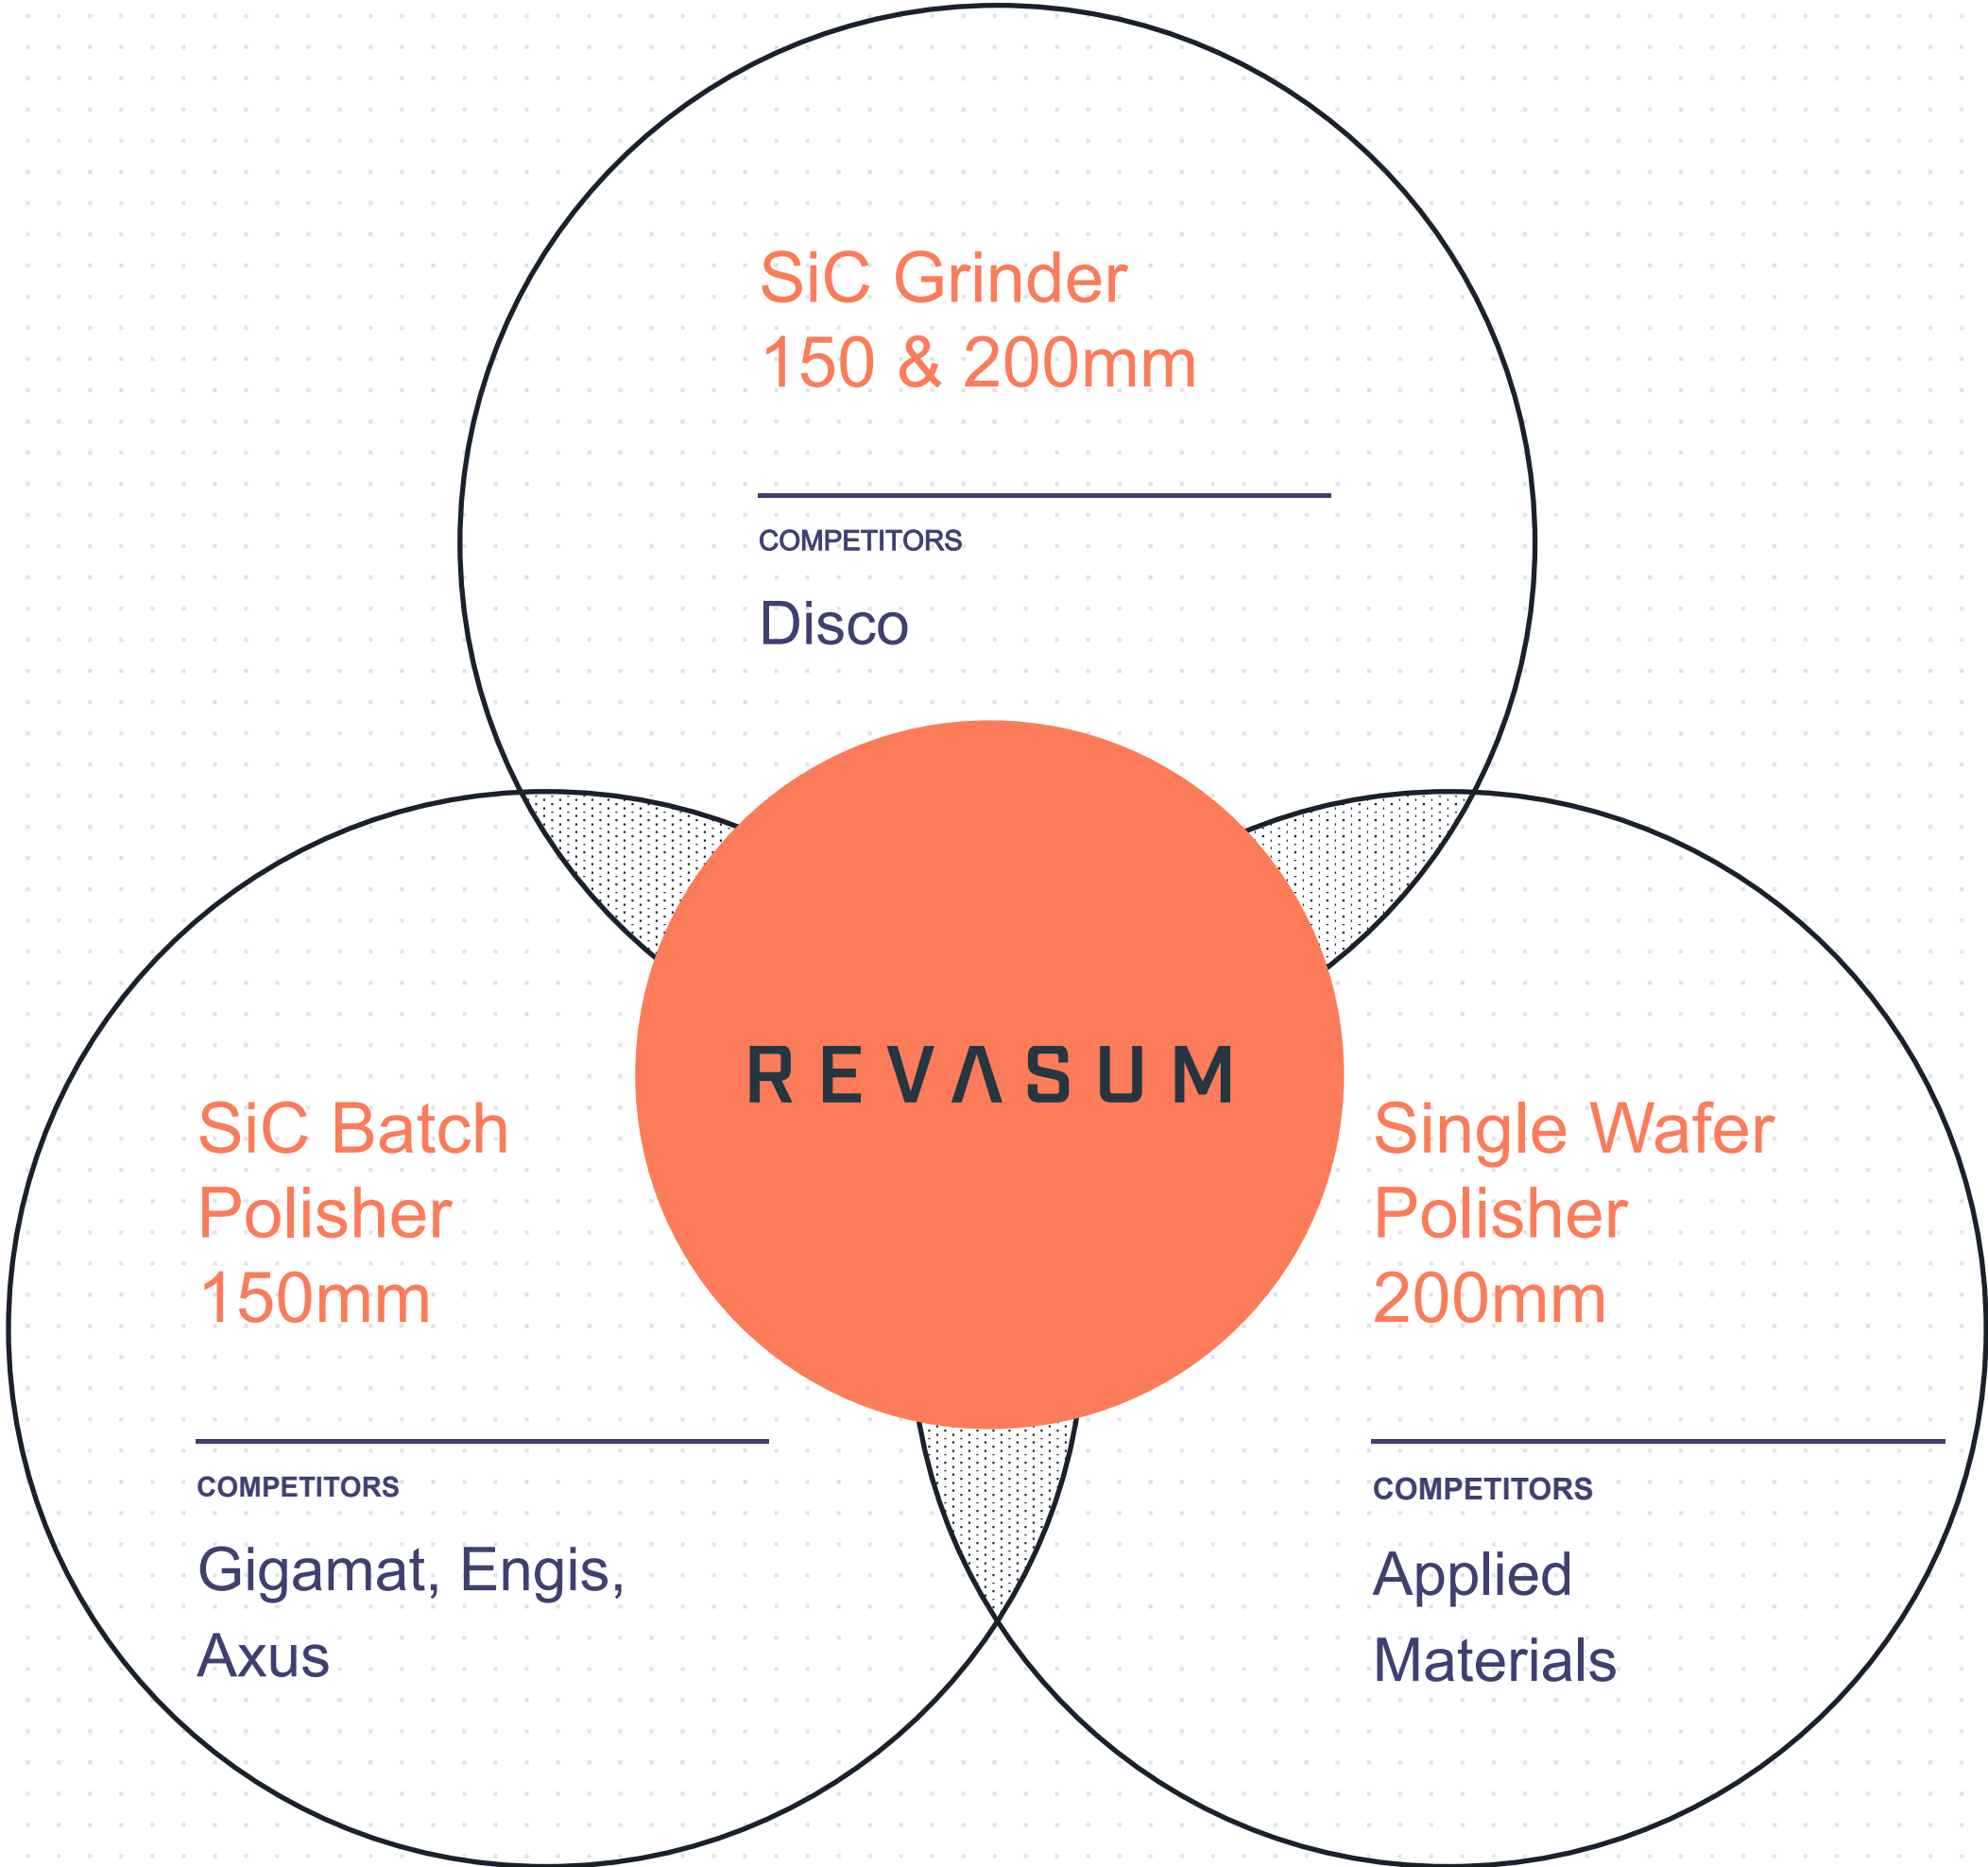 SiC Grinder
150 & 200mm
COMPETITORS
Disco
REVASUM
SiC Batch
Polisher
150mm
COMPETITORS
Gigamat, Engis,
Axus
Single Wafer
Polisher
200mm
COMPETITORS
Applied
Materials